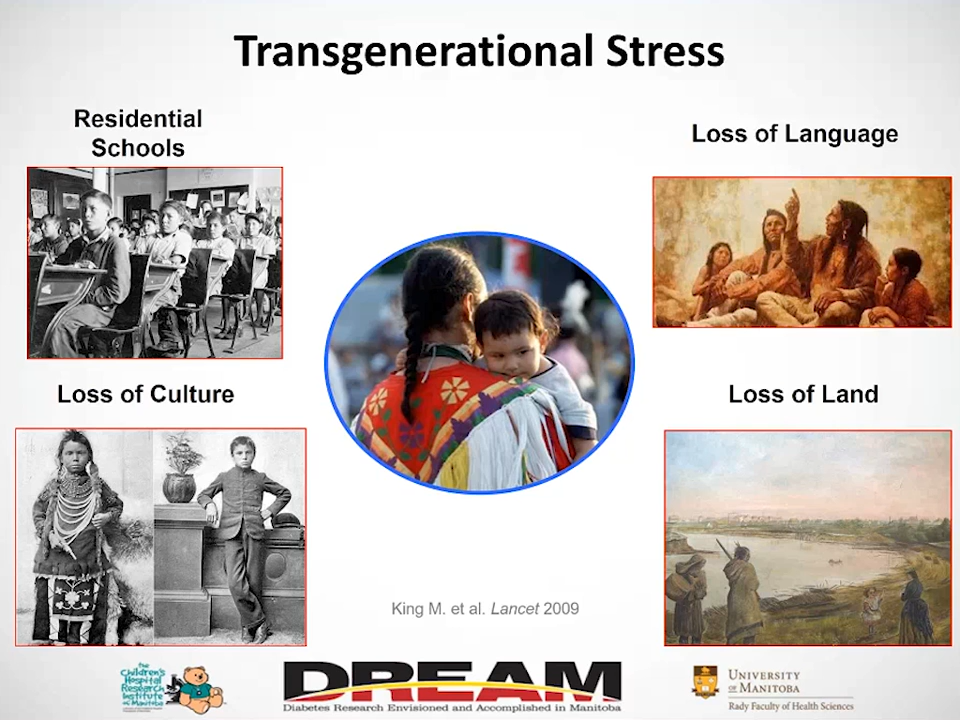 Transgenerational Stress
Residential
Schools
Loss of Language
Loss of Culture
Loss of Land
King M. et al. Lancet 2009
the
Children's
Hospital
Research
Institute
of Manitoba
DREAM
Diabetes Research Envisioned and Accomplished in Manitoba
UNIVERSITY
OF MANITOBA
Rady Faculty of Health Sciences